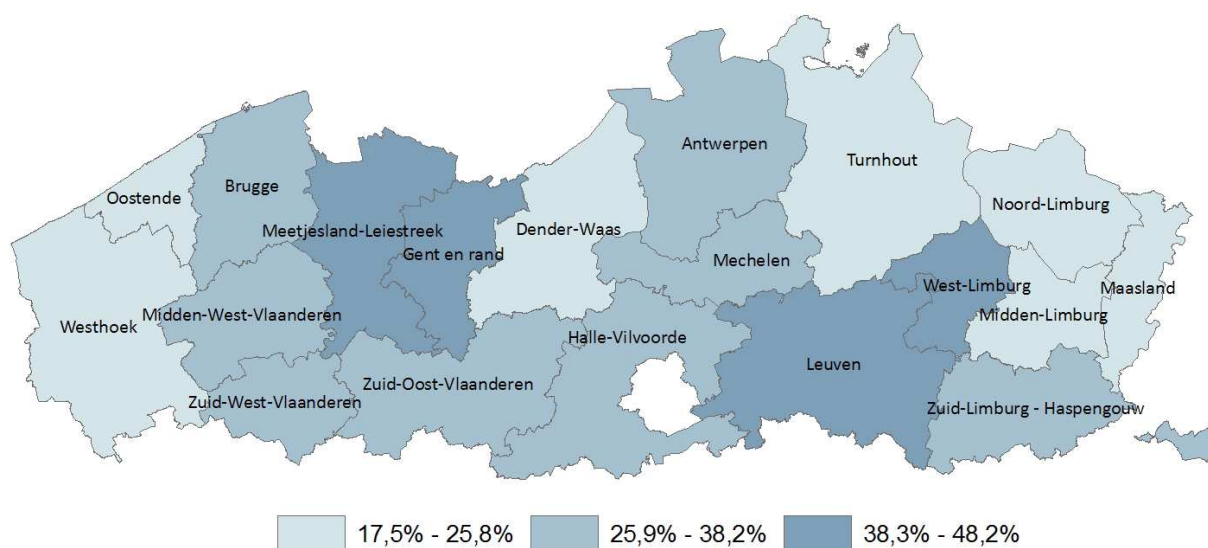 Antwerpen
Turnhout
Brugge
Oostende
Noord-Limburg
Meetjesland-Leiestreek
Dender-Waas
Gent en rand
Mechelen
West-Limburg
Maasland
Westhoek
Midden-West-Vlaanderen
Midden-Limburg
Halle-Vilvoorde
Leuven
Zuid-Oost-Vlaanderen
Zuid-West-Vlaanderen
Zuid-Limburg - Haspengouw
17,5% - 25,8%
25,9% - 38,2%
38,3% - 48,2%